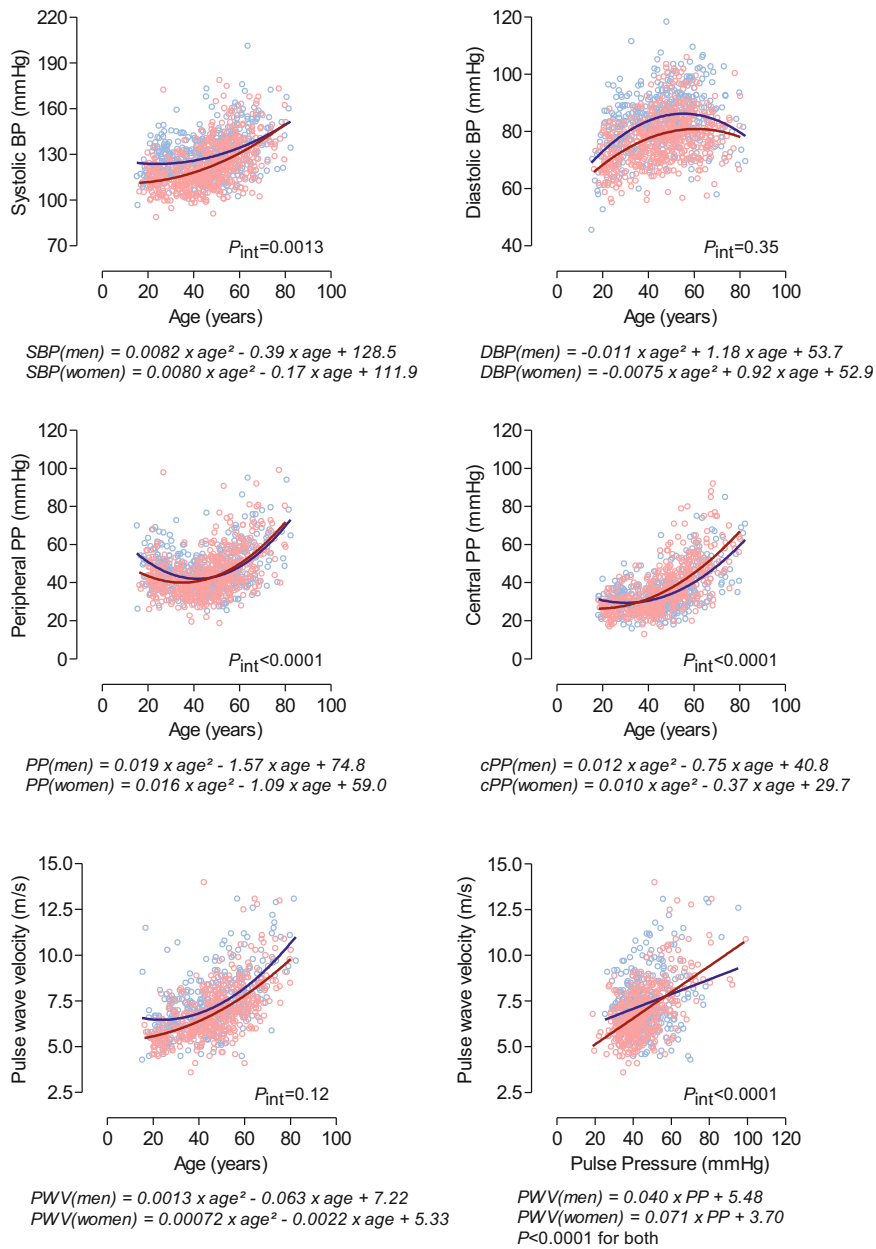 220
190
160
130
100
70
Systolic BP (mmHg)
P int=0.0013
0 20 40 60 80 100
Age (years)
SBP(men) = 0.0082 x age² - 0.39 x age + 128.5
SBP(women) = 0.0080 x age² - 0.17 x age + 111.9
120
100
80
60
40
Diastolic BP (mmHg)
P int=0.35
0 20 40 60 80 100
Age (years)
DBP(men) = -0.011 x age² + 1.18 x age + 53.7
DBP(women) = -0.0075 x age² + 0.92 x age + 52.9
120
100
80
60
40
20
0
Peripheral PP (mmHg)
P int<0.0001
0 20 40 60 80 100
Age (years)
PP(men) = 0.019 x age² - 1.57 x age + 74.8
PP(women) = 0.016 x age² - 1.09 x age + 59.0
120
100
80
60
40
20
0
Central PP (mmHg)
P int<0.0001
0 20 40 60 80 100
Age (years)
cPP(men) = 0.012 x age² - 0.75 x age + 40.8
cPP(women) = 0.010 x age² - 0.37 x age + 29.7
15.0
12.5
10.0
7.5
5.0
2.5
Pulse wave velocity (m/s)
P int=0.12
0 20 40 60 80 100
Age (years)
PWV(men) = 0.0013 x age² - 0.063 x age + 7.22
PWV(women) = 0.00072 x age² - 0.0022 x age + 5.33
15.0
12.5
10.0
7.5
5.0
2.5
Pulse wave velocity (m/s)
P int<0.0001
0 20 40 60 80 100 120
Pulse Pressure (mmHg)
PWV(men) = 0.040 x PP + 5.48
PWV(women) = 0.071 x PP + 3.70
P<0.0001 for both